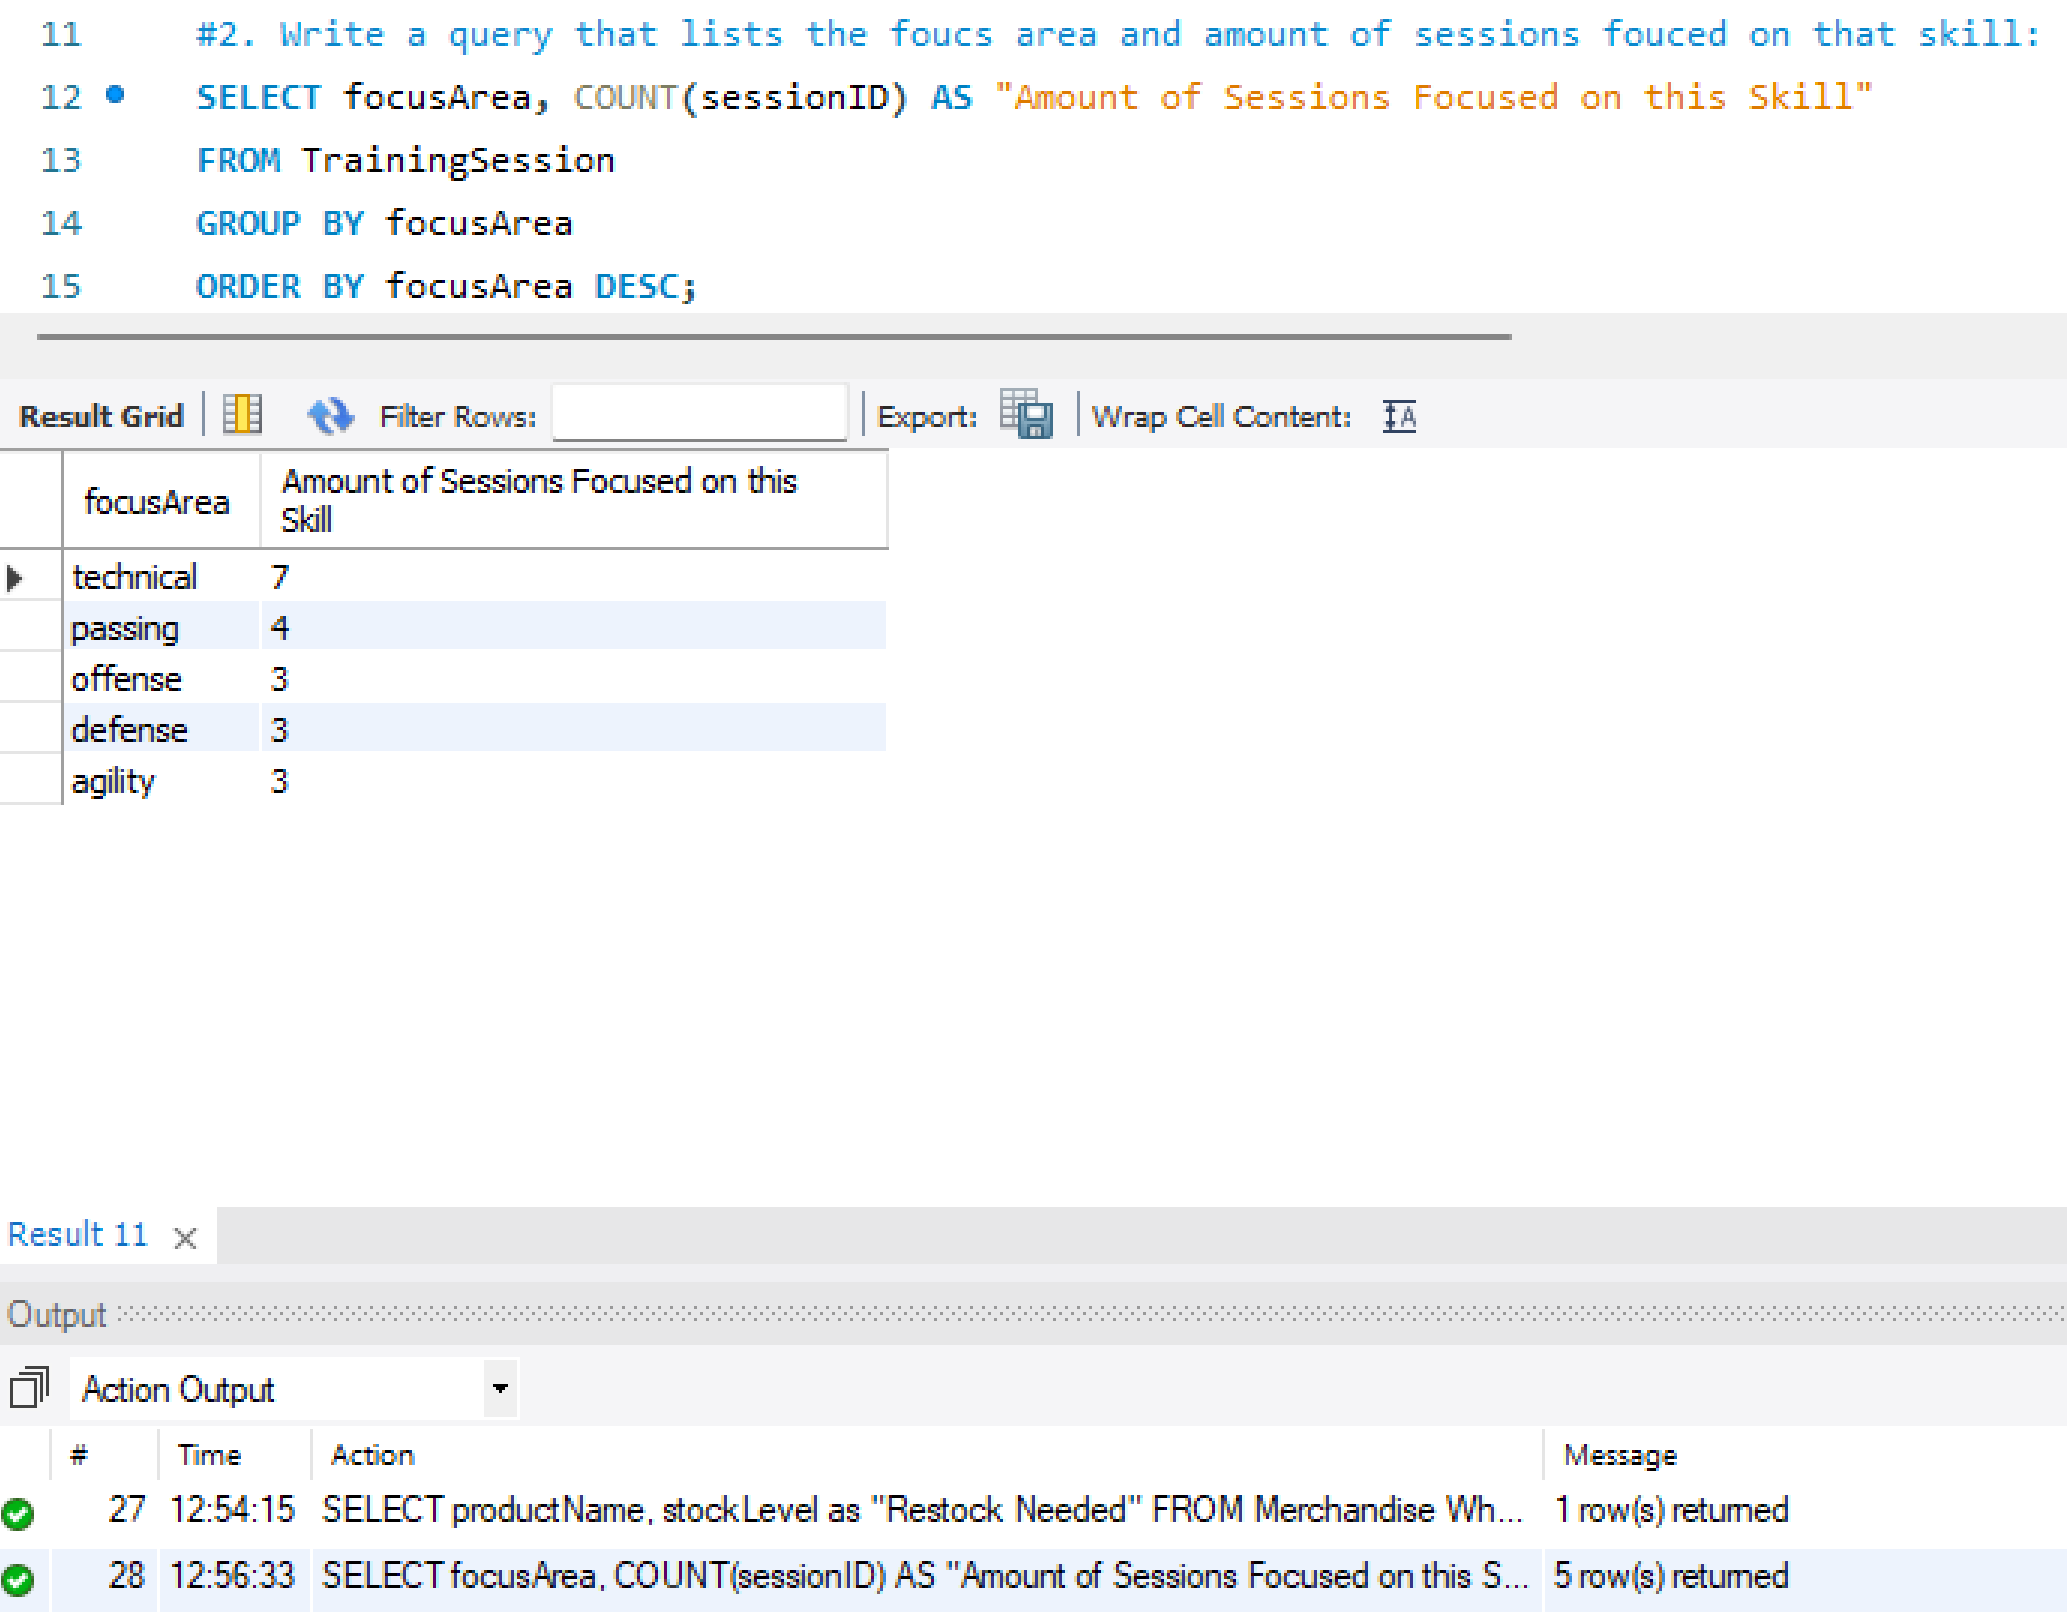 11 #2. Write a query that lists the foucs area and amount of sessions fouced on that skill:
12 SELECT focusArea, COUNT(sessionID) AS "Amount of Sessions Focused on this Skill"
13 FROM TrainingSession
14 GROUP BY focusArea
15 ORDER BY focusArea DESC;
Result Grid Filter Rows: Export: Wrap Cell Content: A
focusArea Amount of Sessions Focused on this
Skill
technical 7
passing 4
offense 3
defense 3
agility 3
Result 11 ×
Output
Action Output
# Time Action Message
27 12:54:15 SELECT productName, stockLevel as "Restock Needed" FROM Merchandise Wh... 1 row(s) returned
28 12:56:33 SELECT focusArea, COUNT(sessionID) AS "Amount of Sessions Focused on this S... 5 row(s) returned